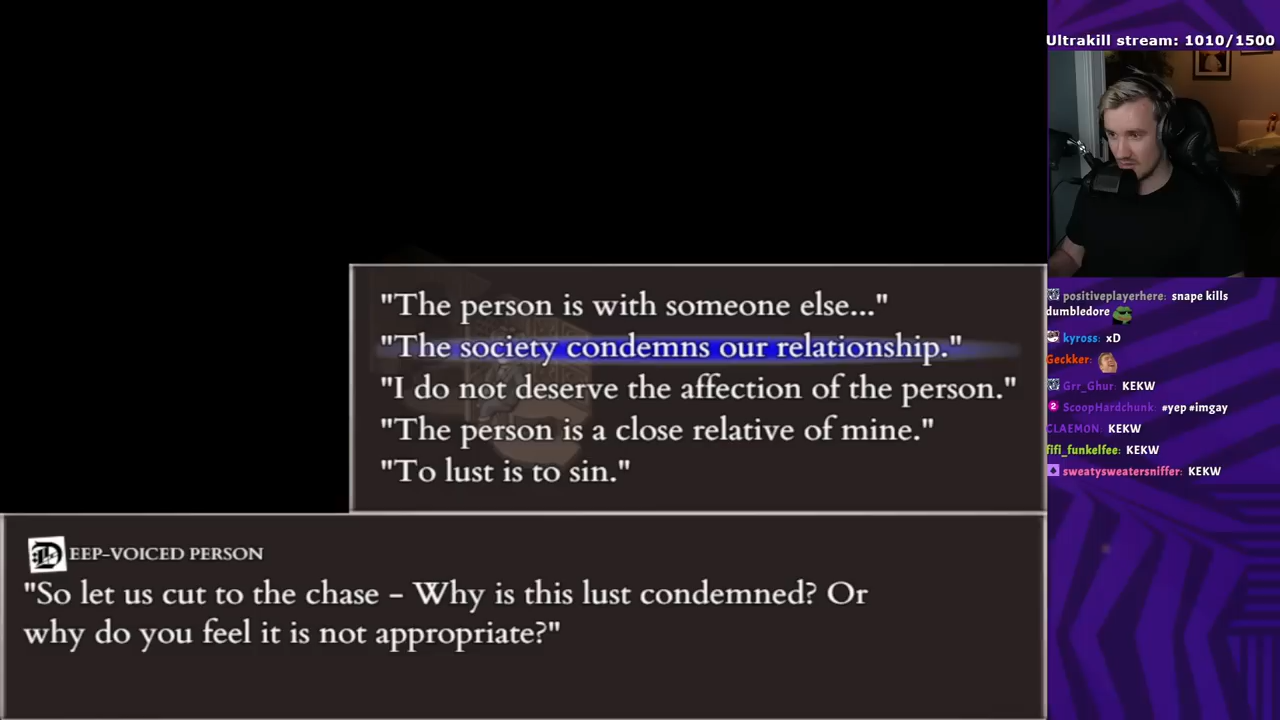 Ultrakill stream: 1010/1500
"The person is with someone else..."
"The society condemns our relationship."
"I do not deserve the affection of the person."
"The person is a close relative of mine."
"To lust is to sin."
DEEP-VOICED PERSON
"So let us cut to the chase - Why is this lust condemned? Or
why do you feel it is not appropriate?"
positiveplayerhere: snape kills
dumbledore
kyross: xD
Geckker:
Grr_Ghur: KEKW
ScoopHardchunk: #yep #imgay
CLAEMON: KEKW
fifi_funkelfee: KEKW
sweatysweatersniffer: KEKW